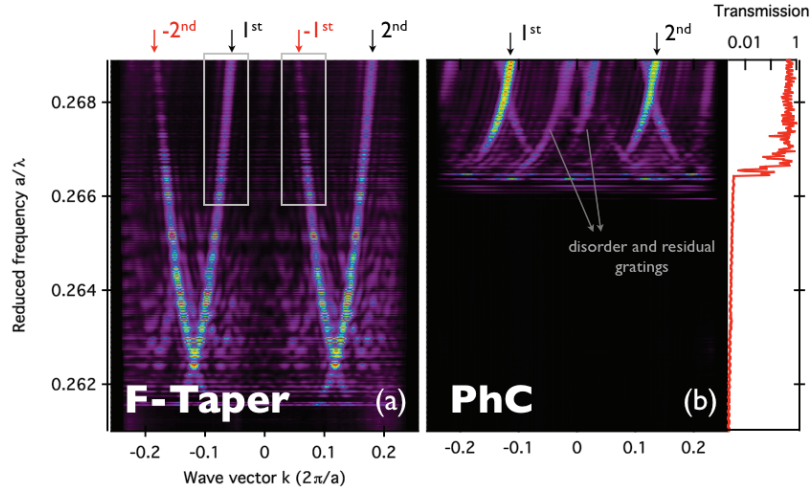 -2nd 1st -1st 2nd 1st 2nd Transmission
0.01 1
0.268
0.266
0.264
0.262
Reduced frequency a/λ
disorder and residual
gratings
F-Taper (a) PhC (b)
-0.2 -0.1 0 0.1 0.2 -0.2 -0.1 0 0.1 0.2
Wave vector k (2π/a)